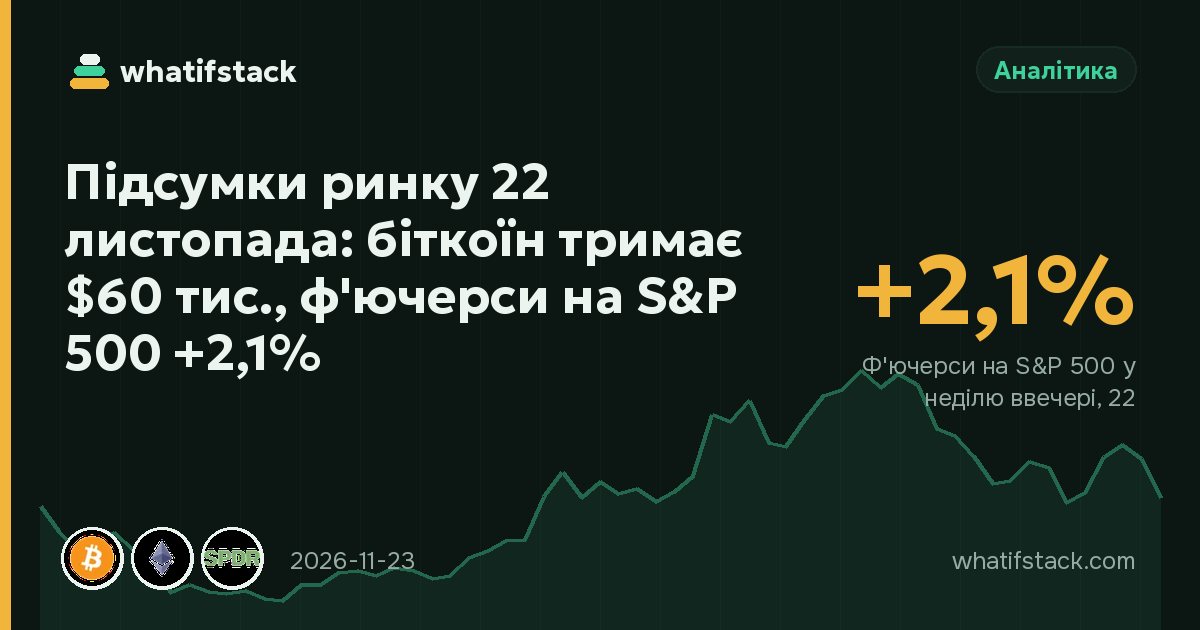 whatifstack
Аналітика
Підсумки ринку 22
листопада: біткоїн тримає
$60 тис., ф'ючерси на S&P
500 +2,1%
+2,1%
Ф'ючерси на S&P 500 у
неділю ввечері, 22
SPDR
2026-11-23
whatifstack.com